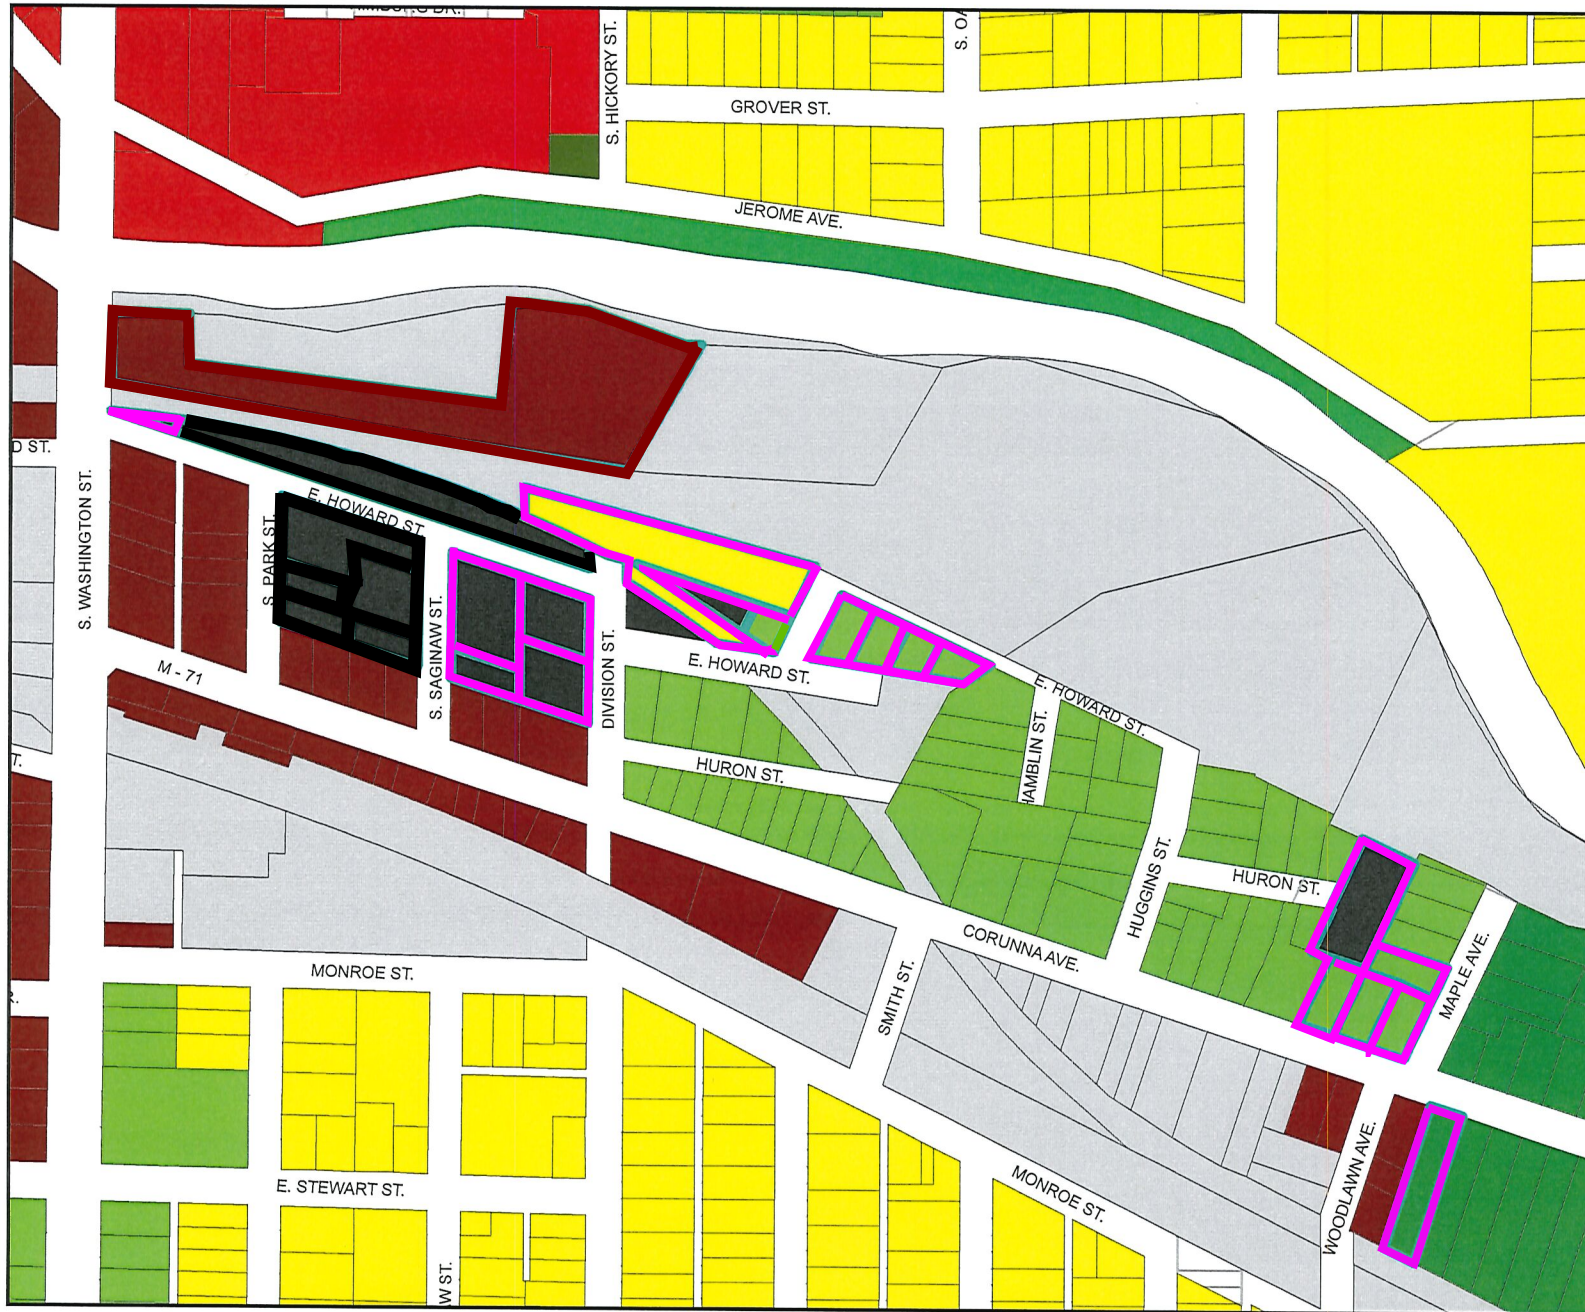 S. HICKORY ST.
GROVER ST.
JEROME AVE.
D ST.
S. WASHINGTON ST.
E. HOWARD ST.
S. PARK ST.
S. SAGINAW ST.
DIVISION ST.
E. HOWARD ST.
M - 71
E. HOWARD ST.
HAMBLIN ST.
HURON ST.
HUGGINS ST.
HURON ST.
CORUNNA AVE.
MAPLE AVE.
SMITH ST.
MONROE ST.
E. STEWART ST.
MONROE ST.
WOODLAWN AVE.
W ST.